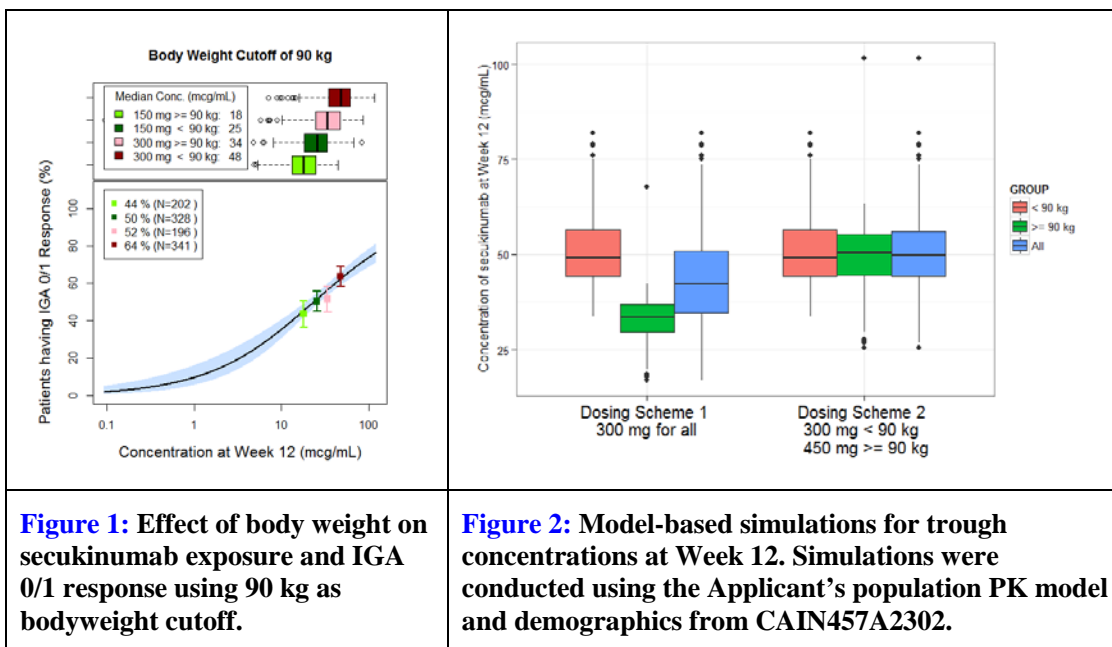 Body Weight Cutoff of 90 kg
Median Conc. (mcg/mL)
150 mg >= 90 kg: 18
150 mg < 90 kg: 25
300 mg >= 90 kg: 34
300 mg < 90 kg: 48
44 % (N=202)
50 % (N=328)
52 % (N=196)
64 % (N=341)
Patients having IGA 0/1 Response (%)
100
80
60
40
20
0
0.1 1 10 100
Concentration at Week 12 (mcg/mL)
Concentration of secukinumab at Week 12 (mcg/mL)
100
75
50
25
Dosing Scheme 1
300 mg for all
Dosing Scheme 2
300 mg < 90 kg
450 mg >= 90 kg
GROUP
< 90 kg
>= 90 kg
All
Figure 1: Effect of body weight on
secukinumab exposure and IGA
0/1 response using 90 kg as
bodyweight cutoff.
Figure 2: Model-based simulations for trough
concentrations at Week 12. Simulations were
conducted using the Applicant’s population PK model
and demographics from CAIN457A2302.